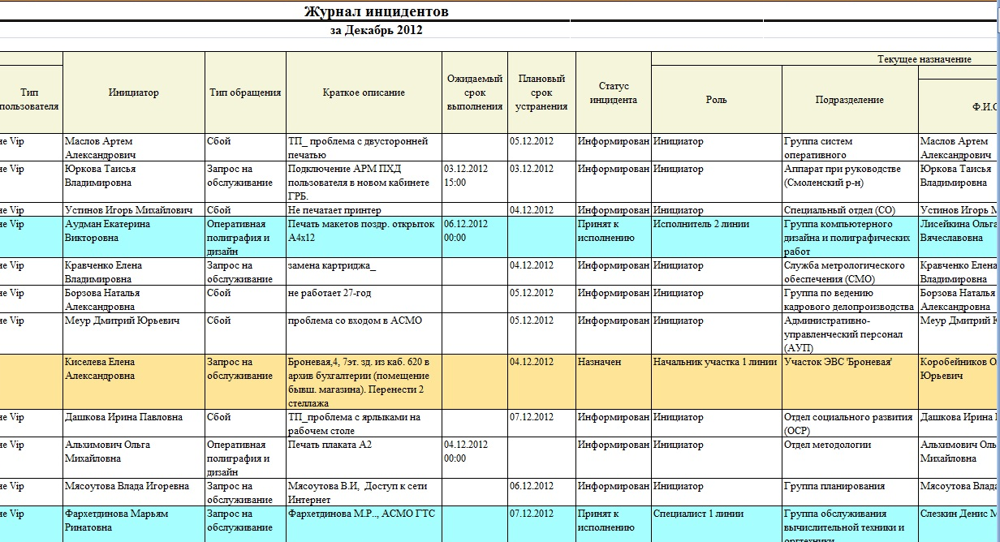 Журнал инцидентов
за Декабрь 2012
Текущее назначение
Тип пользователя Инициатор Тип обращения Краткое описание Ожидаемый срок выполнения Плановый срок устранения Статус инцидента Роль Подразделение
не Vip Маслов Артем Александрович Сбой ТП_ проблема с двусторонней печатью 05.12.2012 Информирован Инициатор Группа систем оперативного Маслов Артем Александрович
не Vip Юркова Таисья Владимировна Запрос на обслуживание Подключение АРМ ПХД пользователя в новом кабинете ГРБ. 03.12.2012 15:00 03.12.2012 Информирован Инициатор Аппарат при руководстве (Смоленский р-н) Юркова Таисья Владимировна
не Vip Устинов Игорь Михайлович Сбой Не печатает принтер 04.12.2012 Информирован Инициатор Специальный отдел (СО) Устинов Игорь М
не Vip Аудман Екатерина Викторовна Оперативная полиграфия и дизайн Печать макетов поздр. открыток А4х12 06.12.2012 00:00 Принят к исполнению Исполнитель 2 линии Группа компьютерного дизайна и полиграфических работ Лисейкина Ольга Вячеславовна
не Vip Кравченко Елена Владимировна Запрос на обслуживание замена картриджа_ 04.12.2012 Информирован Инициатор Служба метрологического обеспечения (СМО) Кравченко Елена Владимировна
не Vip Борзова Наталья Александровна Сбой не работает 27-год 05.12.2012 Информирован Инициатор Группа по ведению кадрового делопроизводства Борзова Наталья Александровна
не Vip Меур Дмитрий Юрьевич Сбой проблема со входом в АСМО 05.12.2012 Информирован Инициатор Административно-управленческий персонал (АУП) Меур Дмитрий
Киселева Елена Александровна Запрос на обслуживание Броневая,4, 7эт. зд. из каб. 620 в архив бухгалтерии (помещение бывш. магазина). Перенести 2 стеллажа 04.12.2012 Назначен Начальник участка 1 линии Участок ЭВС 'Броневая' Коробейников О Юрьевич
не Vip Дашкова Ирина Павловна Сбой ТП_проблема с ярлыками на рабочем столе 07.12.2012 Информирован Инициатор Отдел социального развития (ОСР) Дашкова Ирина
не Vip Альхимович Ольга Михайловна Оперативная полиграфия и дизайн Печать плаката А2 04.12.2012 00:00 Информирован Инициатор Отдел методологии Альхимович Оль Михайловна
не Vip Мясоутова Влада Игоревна Запрос на обслуживание Мясоутова В.И, Доступ к сети Интернет 06.12.2012 Информирован Инициатор Группа планирования Мясоутова Влада
не Vip Фархетдинова Марьям Ринатовна Запрос на обслуживание Фархетдинова М.Р.., АСМО ГТС 07.12.2012 Принят к исполнению Специалист 1 линии Группа обслуживания вычислительной техники и оргтехники Слезкин Денис М